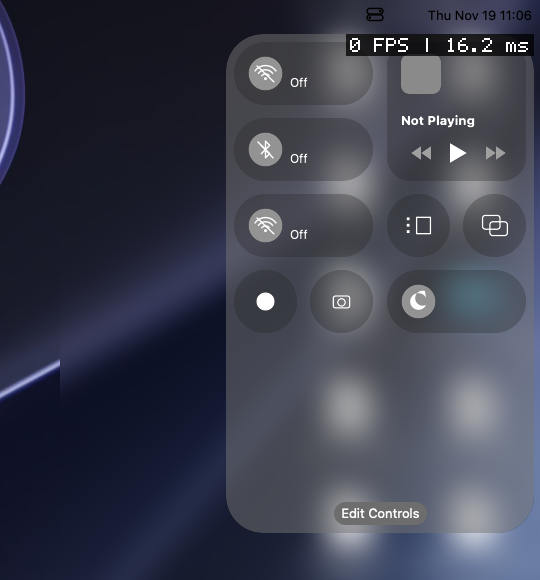 Thu Nov 19 11:06
0 FPS | 16.2 ms
Off
Not Playing
Off
Off
Edit Controls